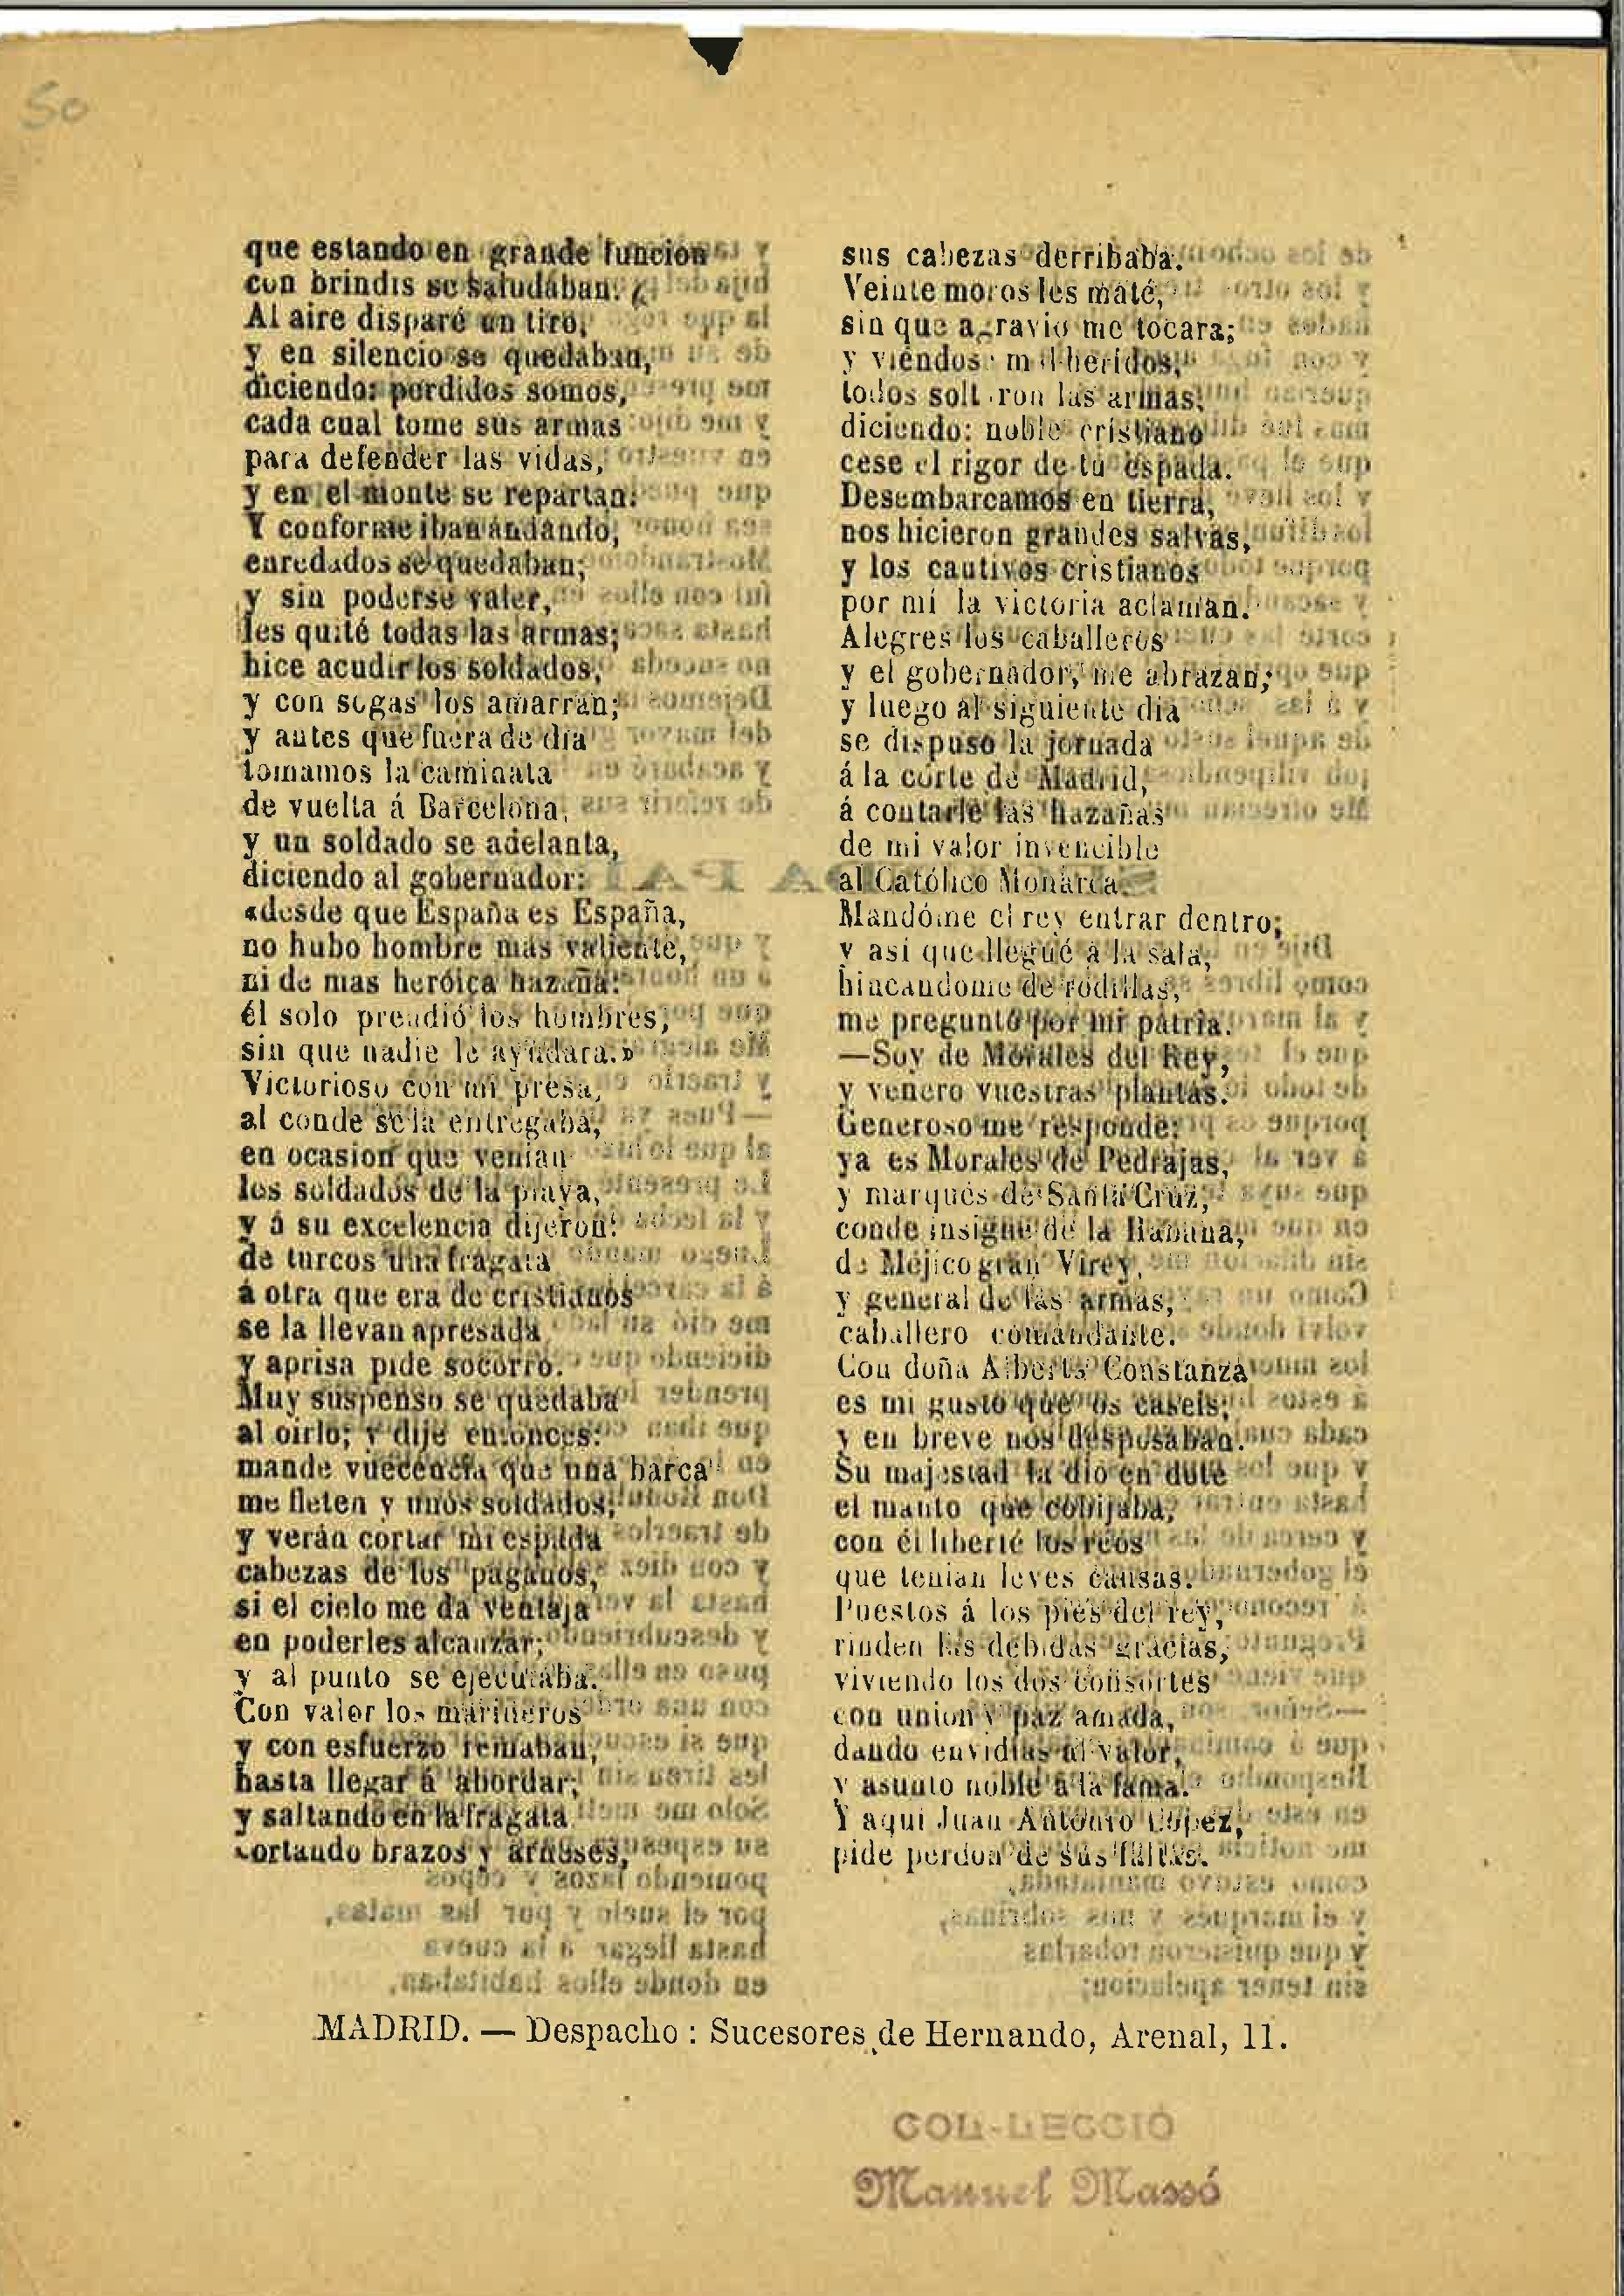 50
que estando en grande funcion
con brindis se saludaban.
Al aire disparé un tiro,
y en silencio se quedaban,
diciendo: perdidos somos,
cada cual tome sus armas
para defender las vidas,
y en el monte se repartan.
Y conforme iban andando,
enredados se quedaban;
y sin poderse valer,
les quité todas las armas;
hice acudir los soldados,
y con sogas los amarran;
y antes que fuera de dia
tomamos la caminata
de vuelta á Barcelona,
y un soldado se adelanta,
diciendo al gobernador:
«desde que España es España,
no hubo hombre mas valiente,
ni de mas heróica hazaña:
él solo prendió los hombres,
sin que nadie le ayudara.»
Victorioso con mi presa,
al conde se la entregaba,
en ocasion que venian
los soldados de la playa,
y á su excelencia dijeron:
de turcos una fragata
á otra que era de cristianos
se la llevan apresada
y aprisa pide socorro.
Muy suspenso se quedaba
al oirlo; y dije entonces:
mande vuecencia que una barca
me fleten y unos soldados,
y verán cortar mi espada
cabezas de los paganos,
si el cielo me da ventaja
en poderles alcanzar;
y al punto se ejecutaba.
Con valor los marineros
y con esfuerzo remaban,
hasta llegar á abordar;
y saltando en la fragata
cortando brazos y arneses,
sus cabezas derribaba.
Veinte moros les maté,
sin que agravio me tocara;
y viéndose mal heridos,
todos soltaron las armas,
diciendo: noble cristiano
cese el rigor de tu espada.
Desembarcamos en tierra,
nos hicieron grandes salvas,
y los cautivos cristianos
por mí la victoria aclaman.
Alegres los caballeros
y el gobernador, me abrazan;
y luego al siguiente dia
se dispuso la jornada
á la córte de Madrid,
á contarle las hazañas
de mi valor invencible
al Católico Monarca.
Mandóme el rey entrar dentro;
y asi que llegué á la sala,
hincandome de rodillas,
me preguntó por mi patria.
—Soy de Morales del Rey,
y venero vuestras plantas.
Generoso me responde:
ya es Morales de Pedrajas,
y marqués de Santa Cruz,
conde insigne de la Habana,
de Méjico gran Virey,
y general de las armas,
caballero comandante.
Con doña Alberta Constanza
es mi gusto que os caseis;
y en breve nos desposaban.
Su majestad la dio en dote
el manto que cobijaba,
con él liberté los reos
que tenian leves causas.
Puestos á los pies del rey,
rinden las debidas gracias,
viviendo los dos consortes
con union y paz amada,
dando envidias al valor,
y asunto noble á la fama.
Y aqui Juan Antonio Lopez,
pide perdon de sus faltas.
MADRID. — Despacho : Sucesores de Hernando, Arenal, 11.
COL-LECCIÓ
Manuel Massó